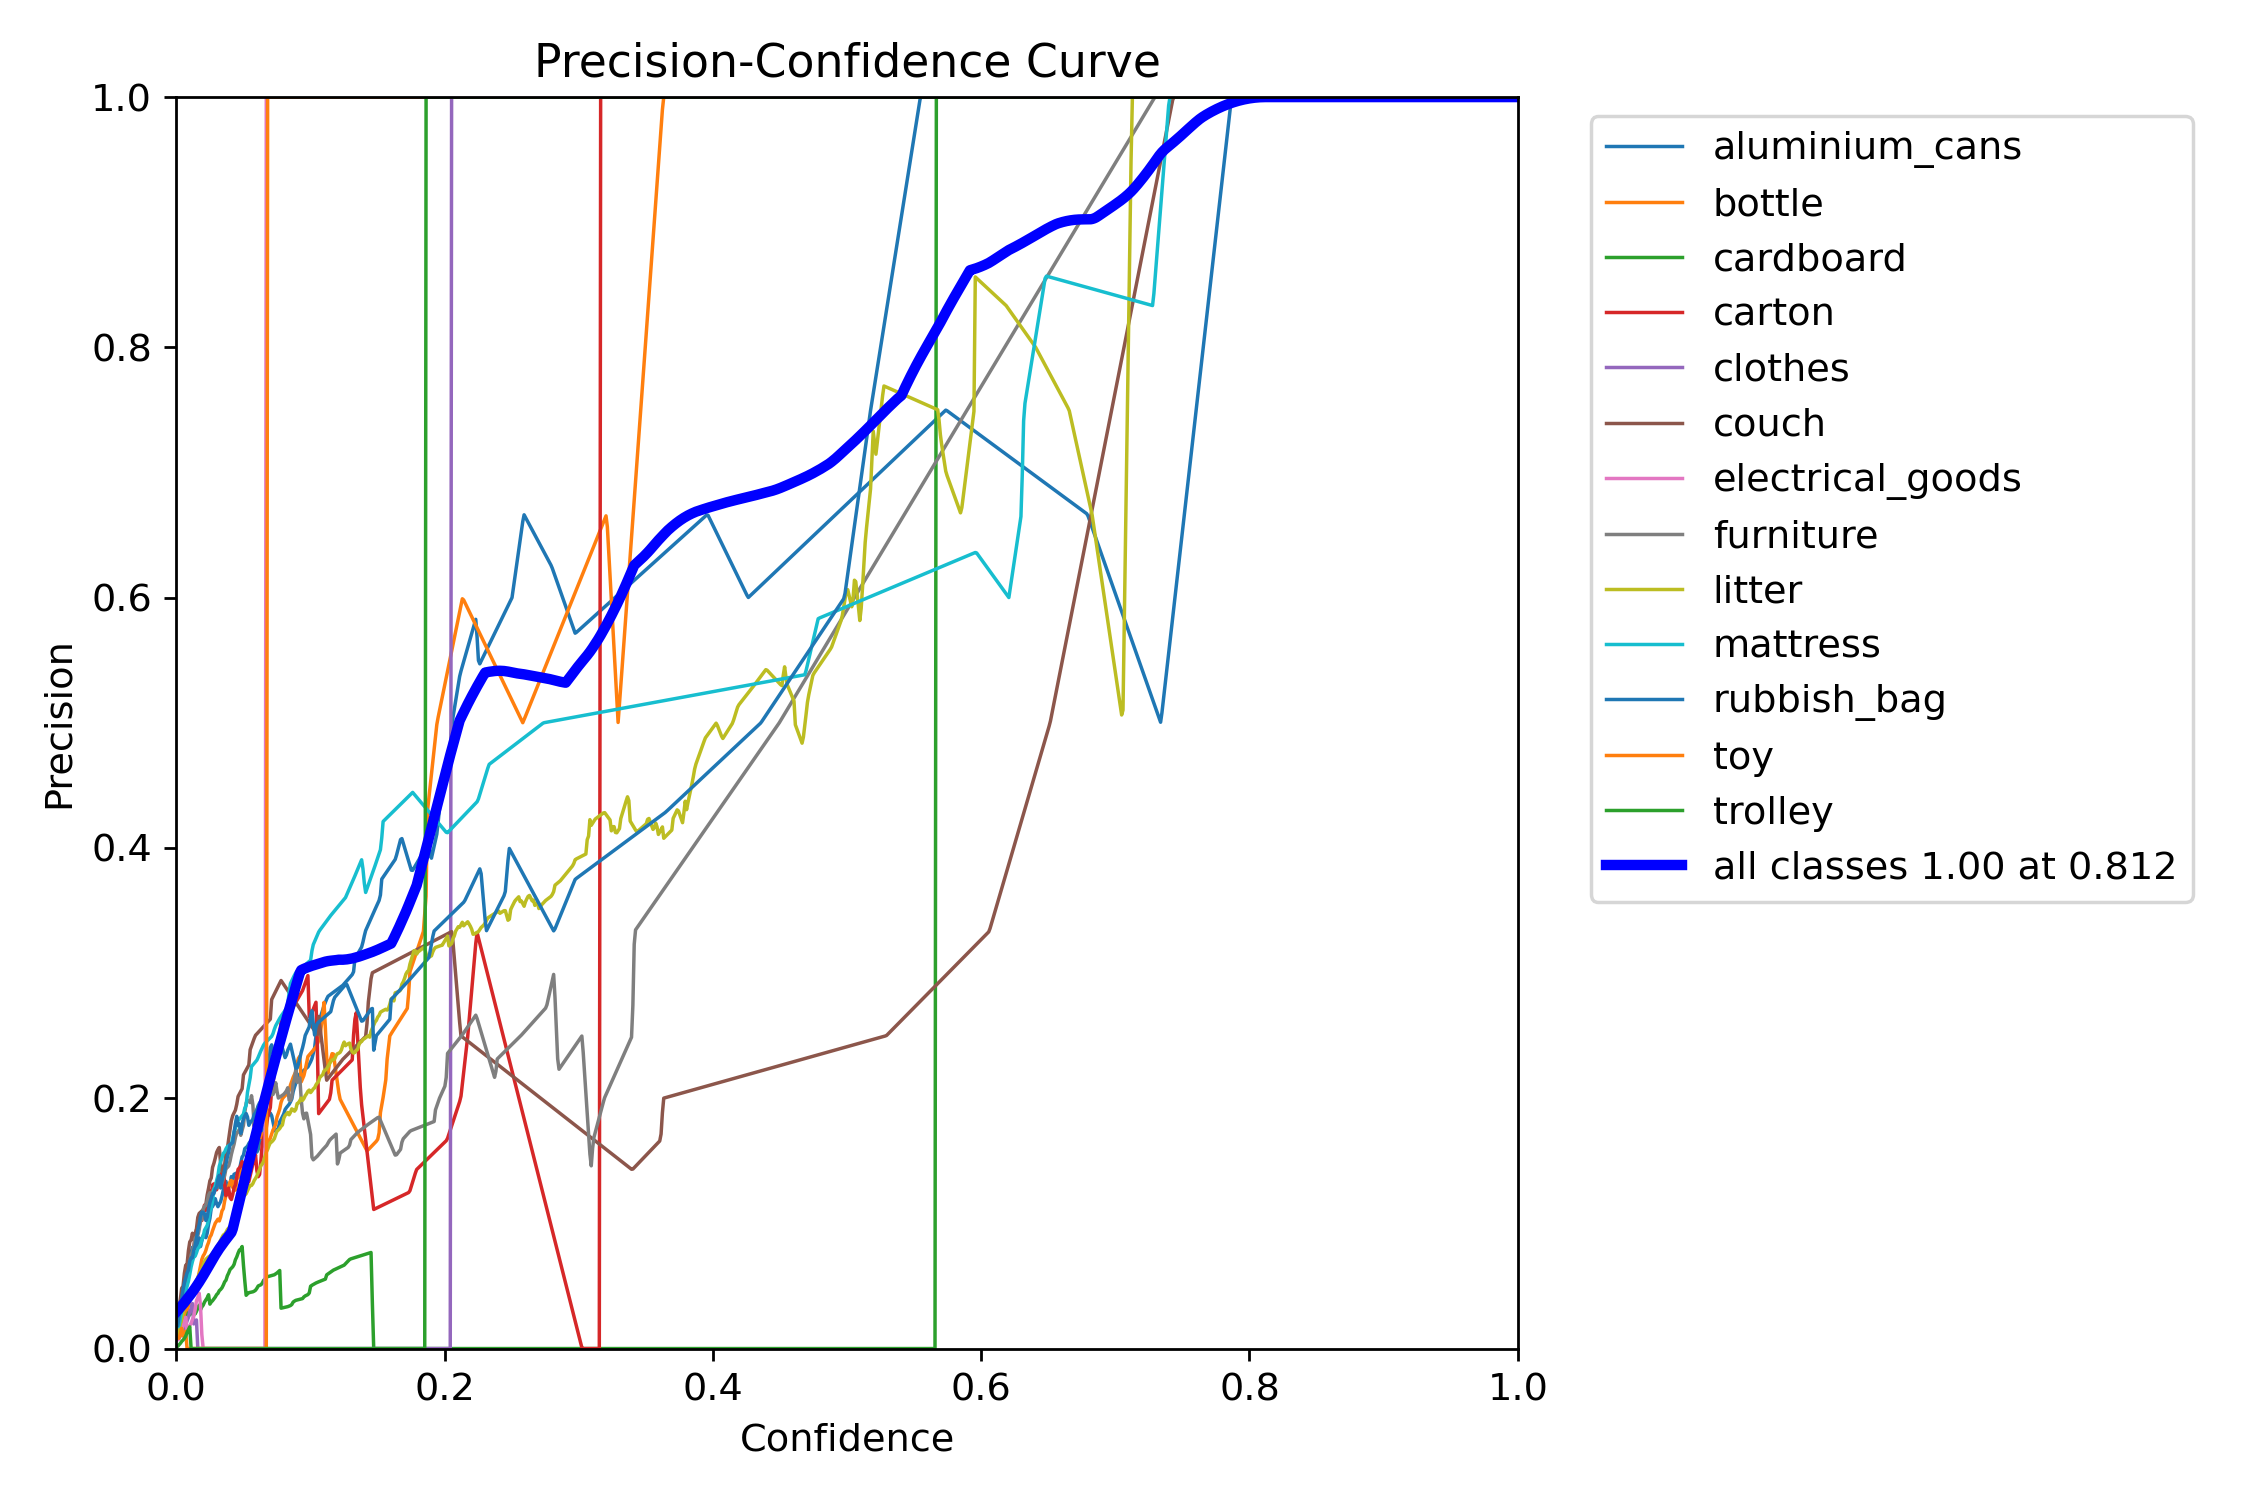 Precision-Confidence Curve
1.0
0.8
0.6
0.4
0.2
0.0
Precision
0.0 0.2 0.4 0.6 0.8 1.0
Confidence
aluminium_cans
bottle
cardboard
carton
clothes
couch
electrical_goods
furniture
litter
mattress
rubbish_bag
toy
trolley
all classes 1.00 at 0.812